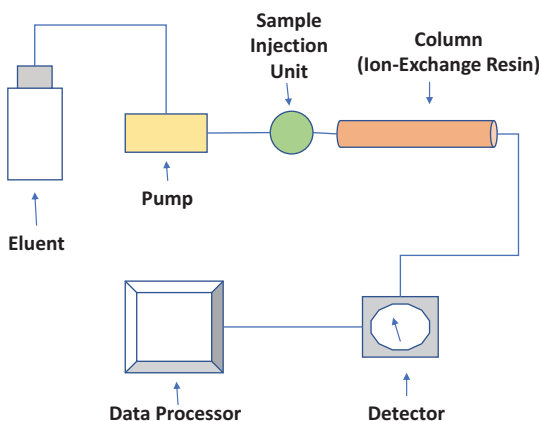 Sample
Injection
Unit
Column
(Ion-Exchange Resin)
Pump
Eluent
Data Processor
Detector